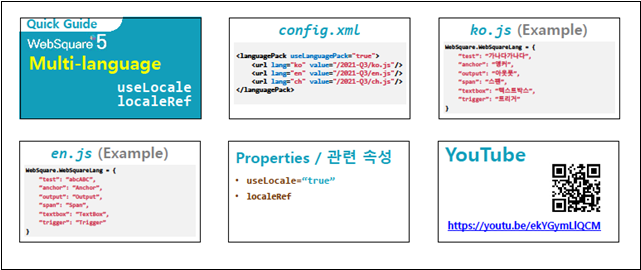 Quick Guide
WebSquare 5
Multi-language
useLocale
localeRef
config.xml
<languagePack useLanguagePack="true">
<url lang="ko" value="/2021-Q3/ko.js"/>
<url lang="en" value="/2021-Q3/en.js"/>
<url lang="ch" value="/2021-Q3/ch.js"/>
</languagePack>
ko.js (Example)
WebSquare.WebSquareLang = {
"test": "가나다가나다",
"anchor": "앵커",
"output": "아웃풋",
"span": "스팬",
"textbox": "텍스트박스",
"trigger": "트리거"
}
en.js (Example)
WebSquare.WebSquareLang = {
"test": "abcABC",
"anchor": "Anchor",
"output": "Output",
"span": "Span",
"textbox": "TextBox",
"trigger": "Trigger"
}
Properties / 관련 속성
• useLocale="true"
• localeRef
YouTube
https://youtu.be/ekYGymLlQCM